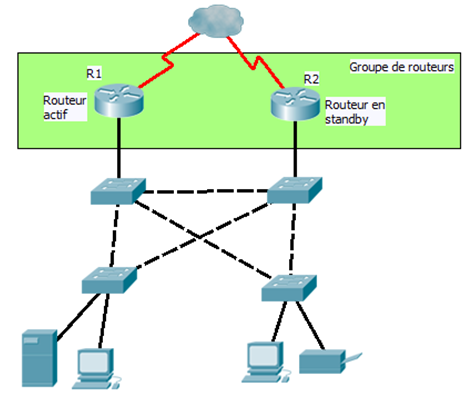 Groupe de routeurs
R1
R2
Routeur
actif
Routeur en
standby